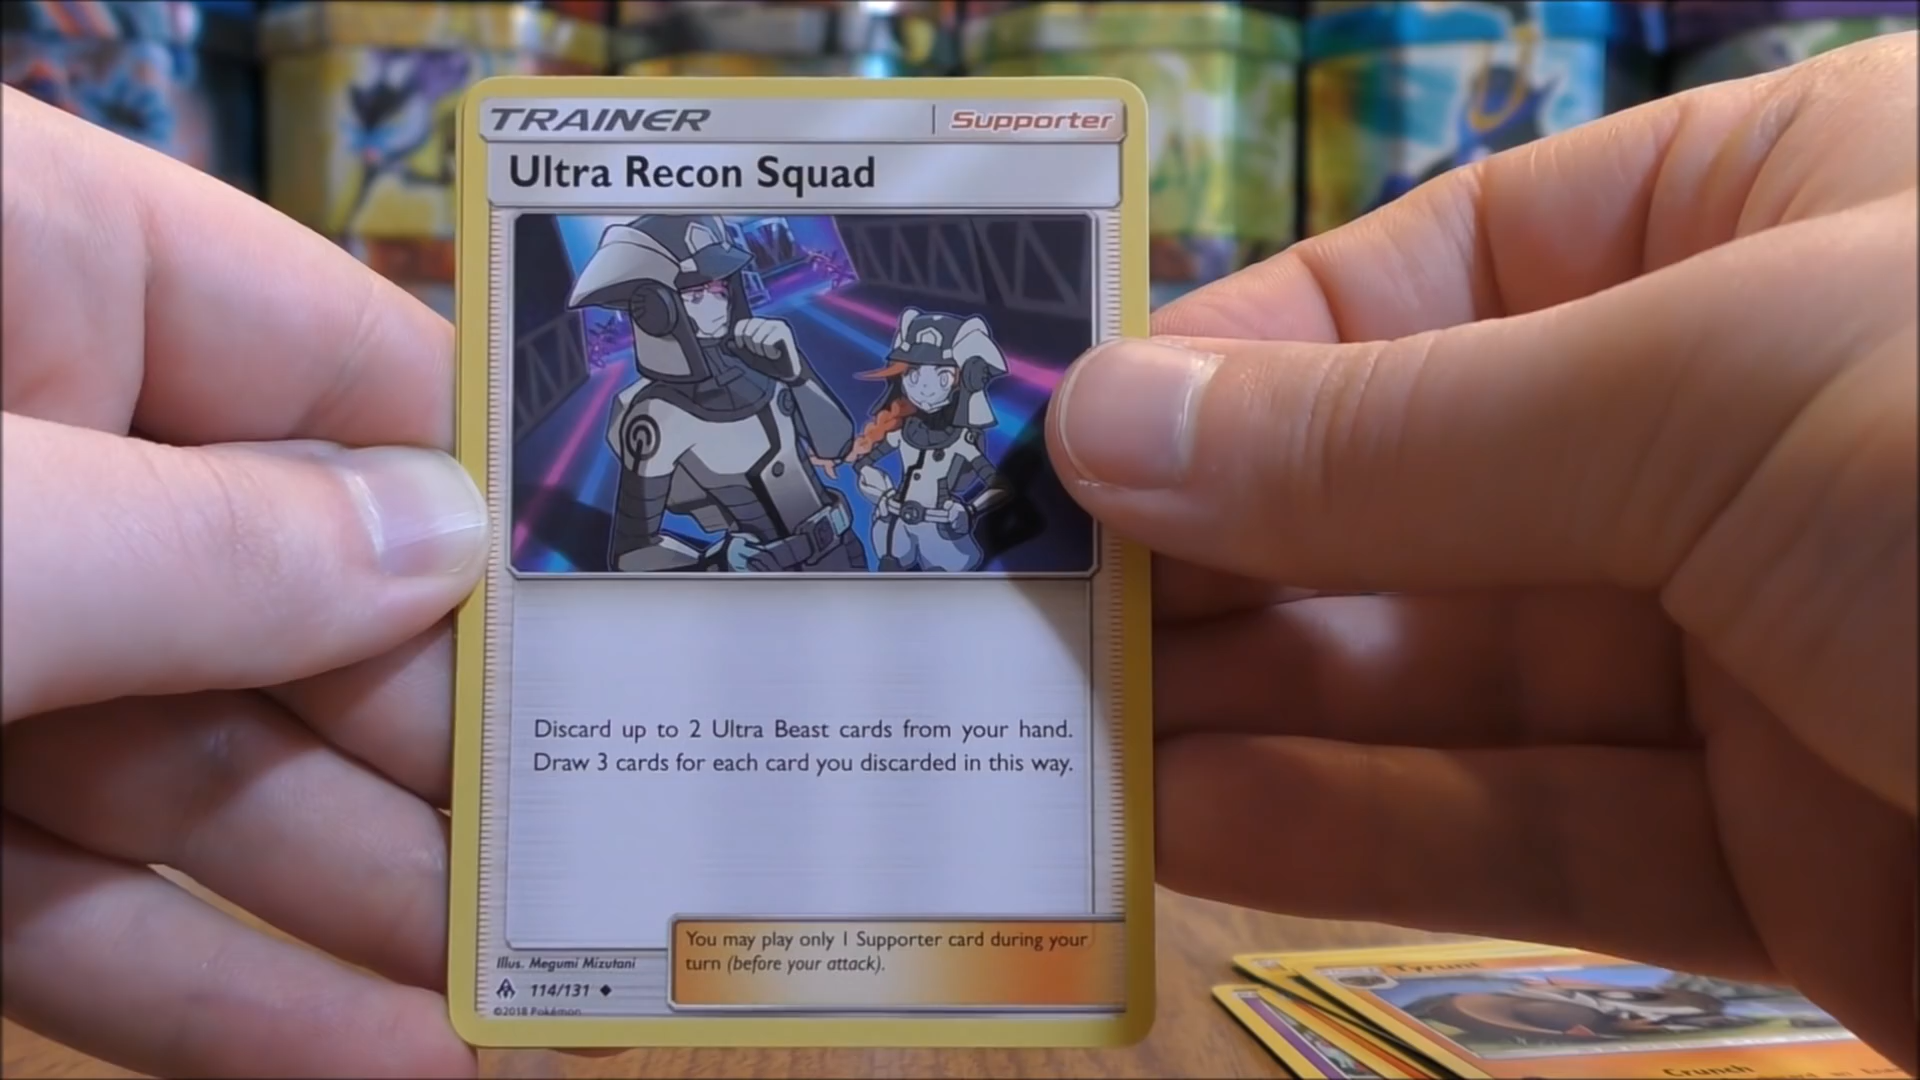 TRAINER
Supporter
Ultra Recon Squad
Discard up to 2 Ultra Beast cards from your hand.
Draw 3 cards for each card you discarded in this way.
You may play only 1 Supporter card during your
turn (before your attack).
Illus. Megumi Mizutani
114/131
©2018 Pokémon
Tyrunt
Crunch